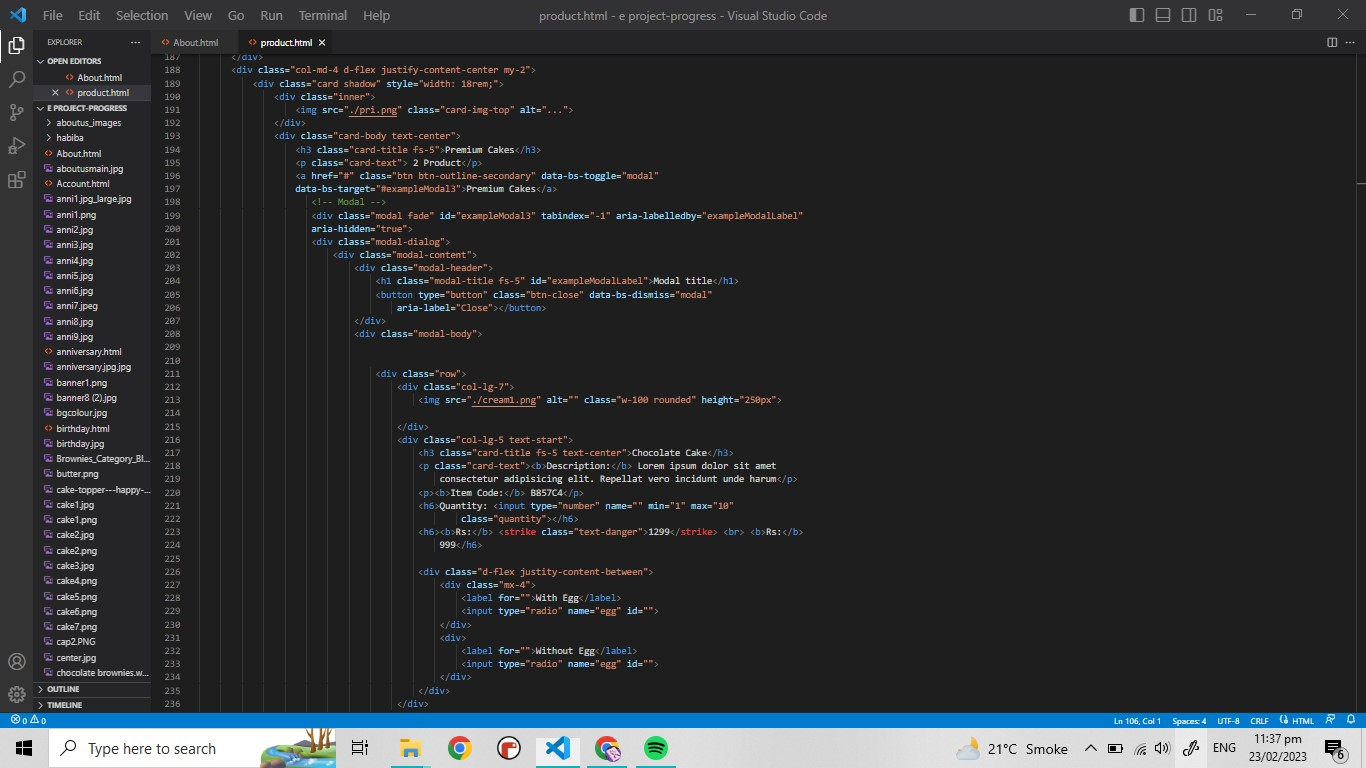 File Edit Selection View Go Run Terminal Help product.html - e project-progress - Visual Studio Code
EXPLORER ···
About.html product.html
OPEN EDITORS
About.html
product.html
E PROJECT-PROGRESS
aboutus_images
habiba
About.html
aboutusmain.jpg
Account.html
anni1.jpg_large.jpg
anni1.png
anni2.jpg
anni3.jpg
anni4.jpg
anni5.jpg
anni6.jpg
anni7.jpeg
anni8.jpg
anni9.jpg
anniversary.html
anniversary.jpg.jpg
banner1.png
banner8 (2).jpg
bgcolour.jpg
birthday.html
birthday.jpg
Brownies_Category_Bl...
butter.png
cake-topper---happy-...
cake1.jpg
cake1.png
cake2.jpg
cake2.png
cake3.jpg
cake4.png
cake5.png
cake6.png
cake7.png
cap2.PNG
center.jpg
chocolate brownies.w...
OUTLINE
TIMELINE
187 </div>
188 <div class="col-md-4 d-flex justify-content-center my-2">
189 <div class="card shadow" style="width: 18rem;">
190 <div class="inner">
191 <img src="./pri.png" class="card-img-top" alt="...">
192 </div>
193 <div class="card-body text-center">
194 <h3 class="card-title fs-5">Premium Cakes</h3>
195 <p class="card-text"> 2 Product</p>
196 <a href="#" class="btn btn-outline-secondary" data-bs-toggle="modal"
197 data-bs-target="#exampleModal3">Premium Cakes</a>
198 <!-- Modal -->
199 <div class="modal fade" id="exampleModal3" tabindex="-1" aria-labelledby="exampleModalLabel"
200 aria-hidden="true">
201 <div class="modal-dialog">
202 <div class="modal-content">
203 <div class="modal-header">
204 <h1 class="modal-title fs-5" id="exampleModalLabel">Modal title</h1>
205 <button type="button" class="btn-close" data-bs-dismiss="modal"
206 aria-label="Close"></button>
207 </div>
208 <div class="modal-body">
209
210
211 <div class="row">
212 <div class="col-lg-7">
213 <img src="./cream1.png" alt="" class="w-100 rounded" height="250px">
214
215 </div>
216 <div class="col-lg-5 text-start">
217 <h3 class="card-title fs-5 text-center">Chocolate Cake</h3>
218 <p class="card-text"><b>Description:</b> Lorem ipsum dolor sit amet
219 consectetur adipisicing elit. Repellat vero incidunt unde harum</p>
220 <p><b>Item Code:</b> B857C4</p>
221 <h6>Quantity: <input type="number" name="" min="1" max="10"
222 class="quantity"></h6>
223 <h6><b>Rs:</b> <strike class="text-danger">1299</strike> <br> <b>Rs:</b>
224 999</h6>
225
226 <div class="d-flex justity-content-between">
227 <div class="mx-4">
228 <label for="">With Egg</label>
229 <input type="radio" name="egg" id="">
230 </div>
231 <div>
232 <label for="">Without Egg</label>
233 <input type="radio" name="egg" id="">
234 </div>
235 </div>
236 </div>
0 0 Ln 106, Col 1 Spaces: 4 UTF-8 CRLF HTML
Type here to search 21°C Smoke ENG 11:37 pm
23/02/2023 6